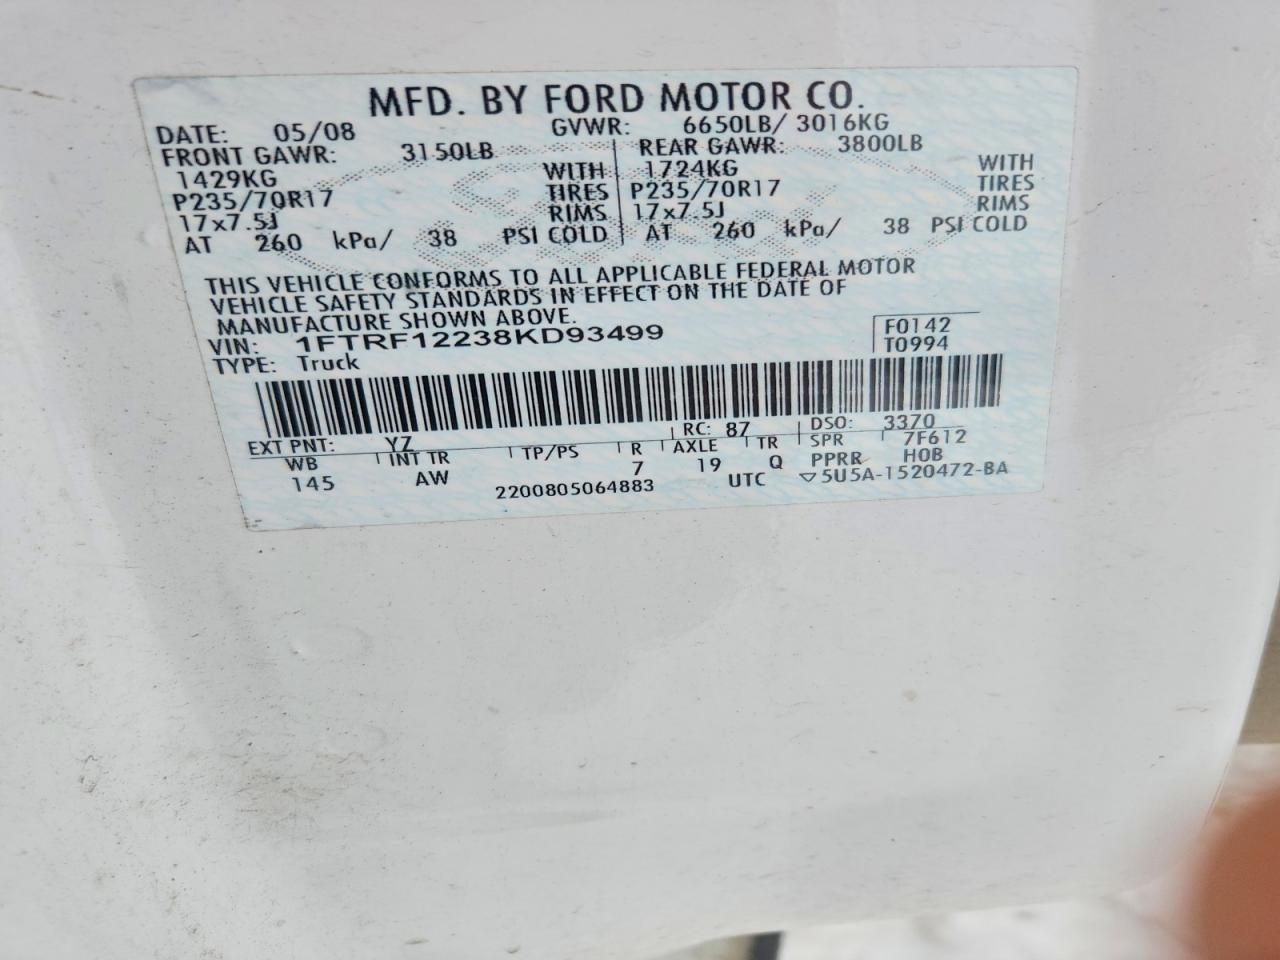 MFD. BY FORD MOTOR CO.
DATE: 05/08 GVWR: 6650LB/ 3016KG
FRONT GAWR: 3150LB REAR GAWR: 3800LB
1429KG WITH 1724KG WITH
P235/70R17 TIRES P235/70R17 TIRES
17x7.5J RIMS 17x7.5J RIMS
AT 260 kPa/ 38 PSI COLD AT 260 kPa/ 38 PSI COLD
THIS VEHICLE CONFORMS TO ALL APPLICABLE FEDERAL MOTOR
VEHICLE SAFETY STANDARDS IN EFFECT ON THE DATE OF
MANUFACTURE SHOWN ABOVE.
VIN: 1FTRF12238KD93499 F0142
TYPE: Truck T0994
EXT PNT: YZ RC: 87 DSO: 3370
WB INT TR TP/PS R AXLE TR SPR 7F612
145 AW 7 19 Q PPRR HOB
2200805064883 UTC ▽5U5A-1520472-BA